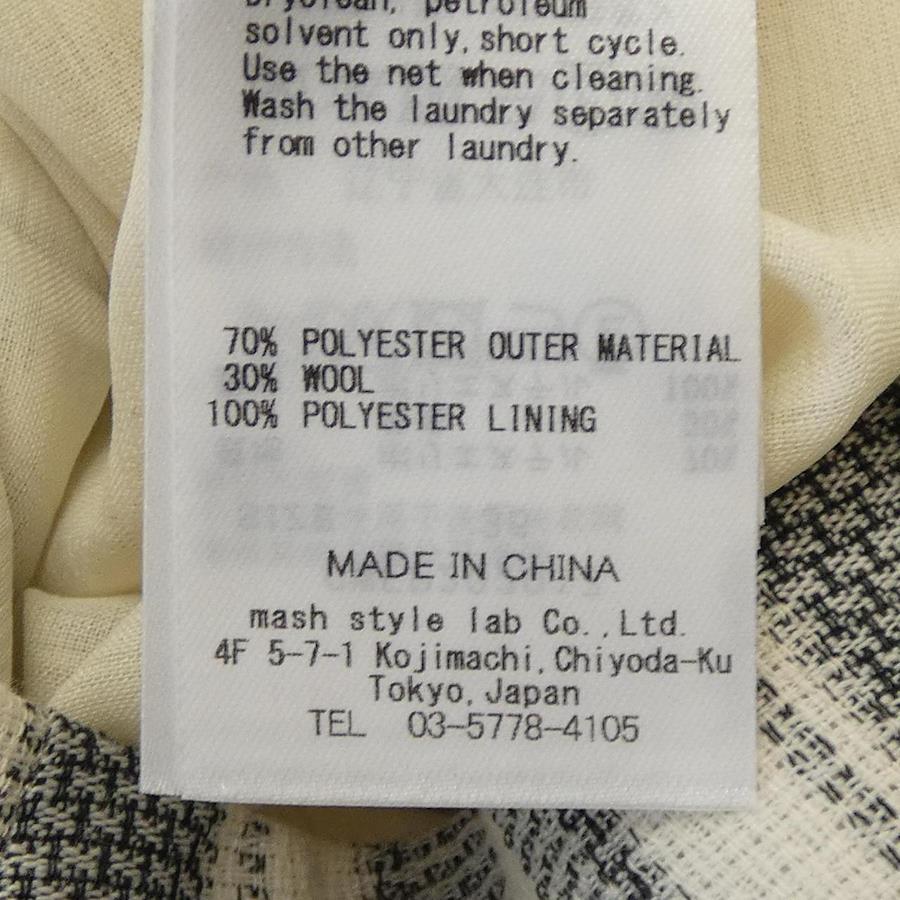 Dryclean, petroleum
solvent only, short cycle.
Use the net when cleaning.
Wash the laundry separately
from other laundry.
70% POLYESTER OUTER MATERIAL
30% WOOL
100% POLYESTER LINING
MADE IN CHINA
mash style lab Co.,Ltd.
4F 5-7-1 Kojimachi,Chiyoda-Ku
Tokyo,Japan
TEL 03-5778-4105